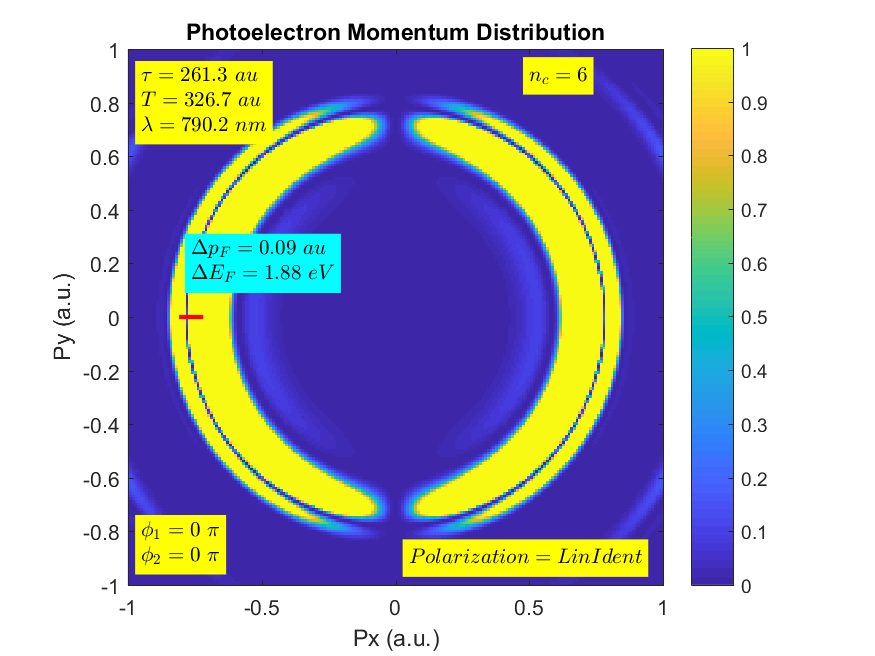 Photoelectron Momentum Distribution
τ = 261.3 au
T = 326.7 au
λ = 790.2 nm
n_c = 6
Δp_F = 0.09 au
ΔE_F = 1.88 eV
ϕ_1 = 0 π
ϕ_2 = 0 π
Polarization = LinIdent
Py (a.u.)
1
0.8
0.6
0.4
0.2
0
-0.2
-0.4
-0.6
-0.8
-1
-1
-0.5
0
0.5
1
Px (a.u.)
1
0.9
0.8
0.7
0.6
0.5
0.4
0.3
0.2
0.1
0